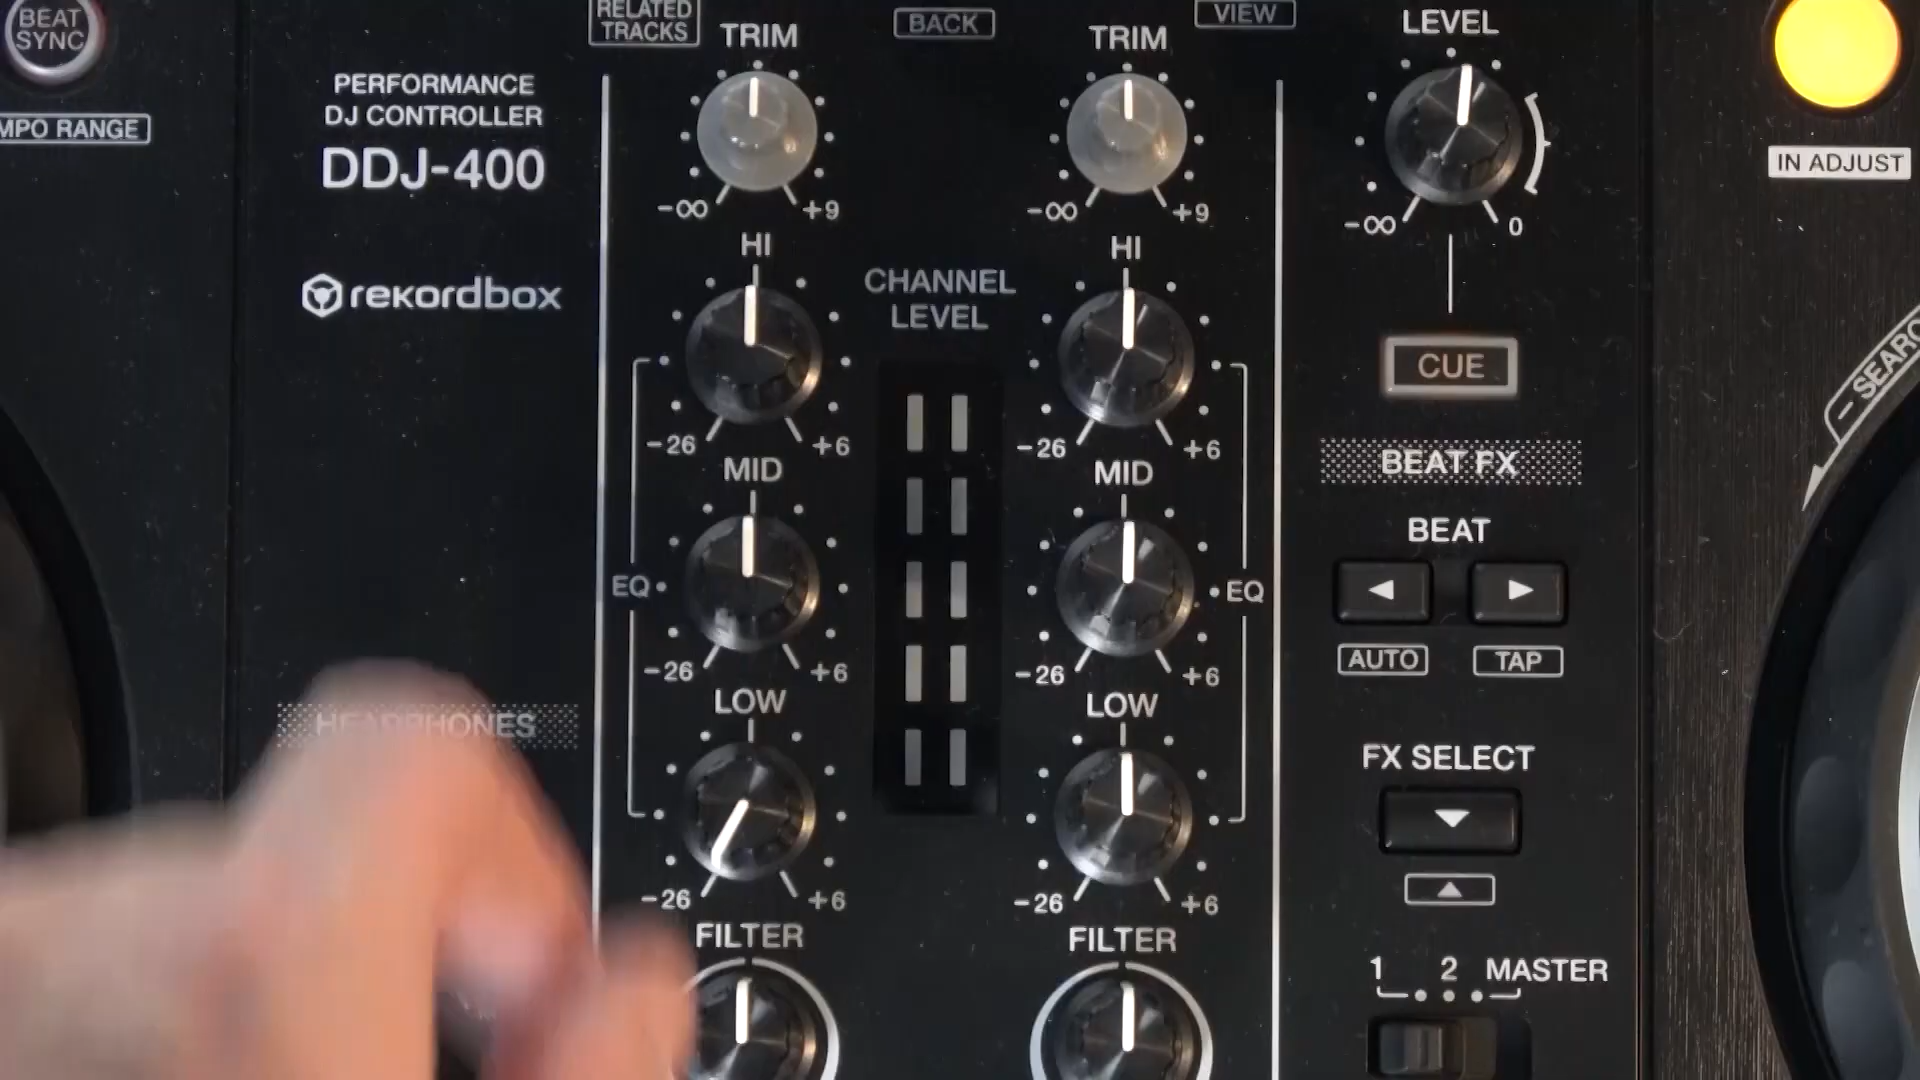 BEAT
SYNC
MPO RANGE
PERFORMANCE
DJ CONTROLLER
DDJ-400
rekordbox
HEADPHONES
RELATED
TRACKS
TRIM
-∞ +9
HI
-26 +6
MID
EQ
-26 +6
LOW
-26 +6
FILTER
BACK
CHANNEL
LEVEL
VIEW
TRIM
-∞ +9
HI
-26 +6
MID
EQ
-26 +6
LOW
-26 +6
FILTER
LEVEL
-∞ 0
CUE
BEAT FX
BEAT
AUTO TAP
FX SELECT
1 2 MASTER
IN ADJUST
- SEARC